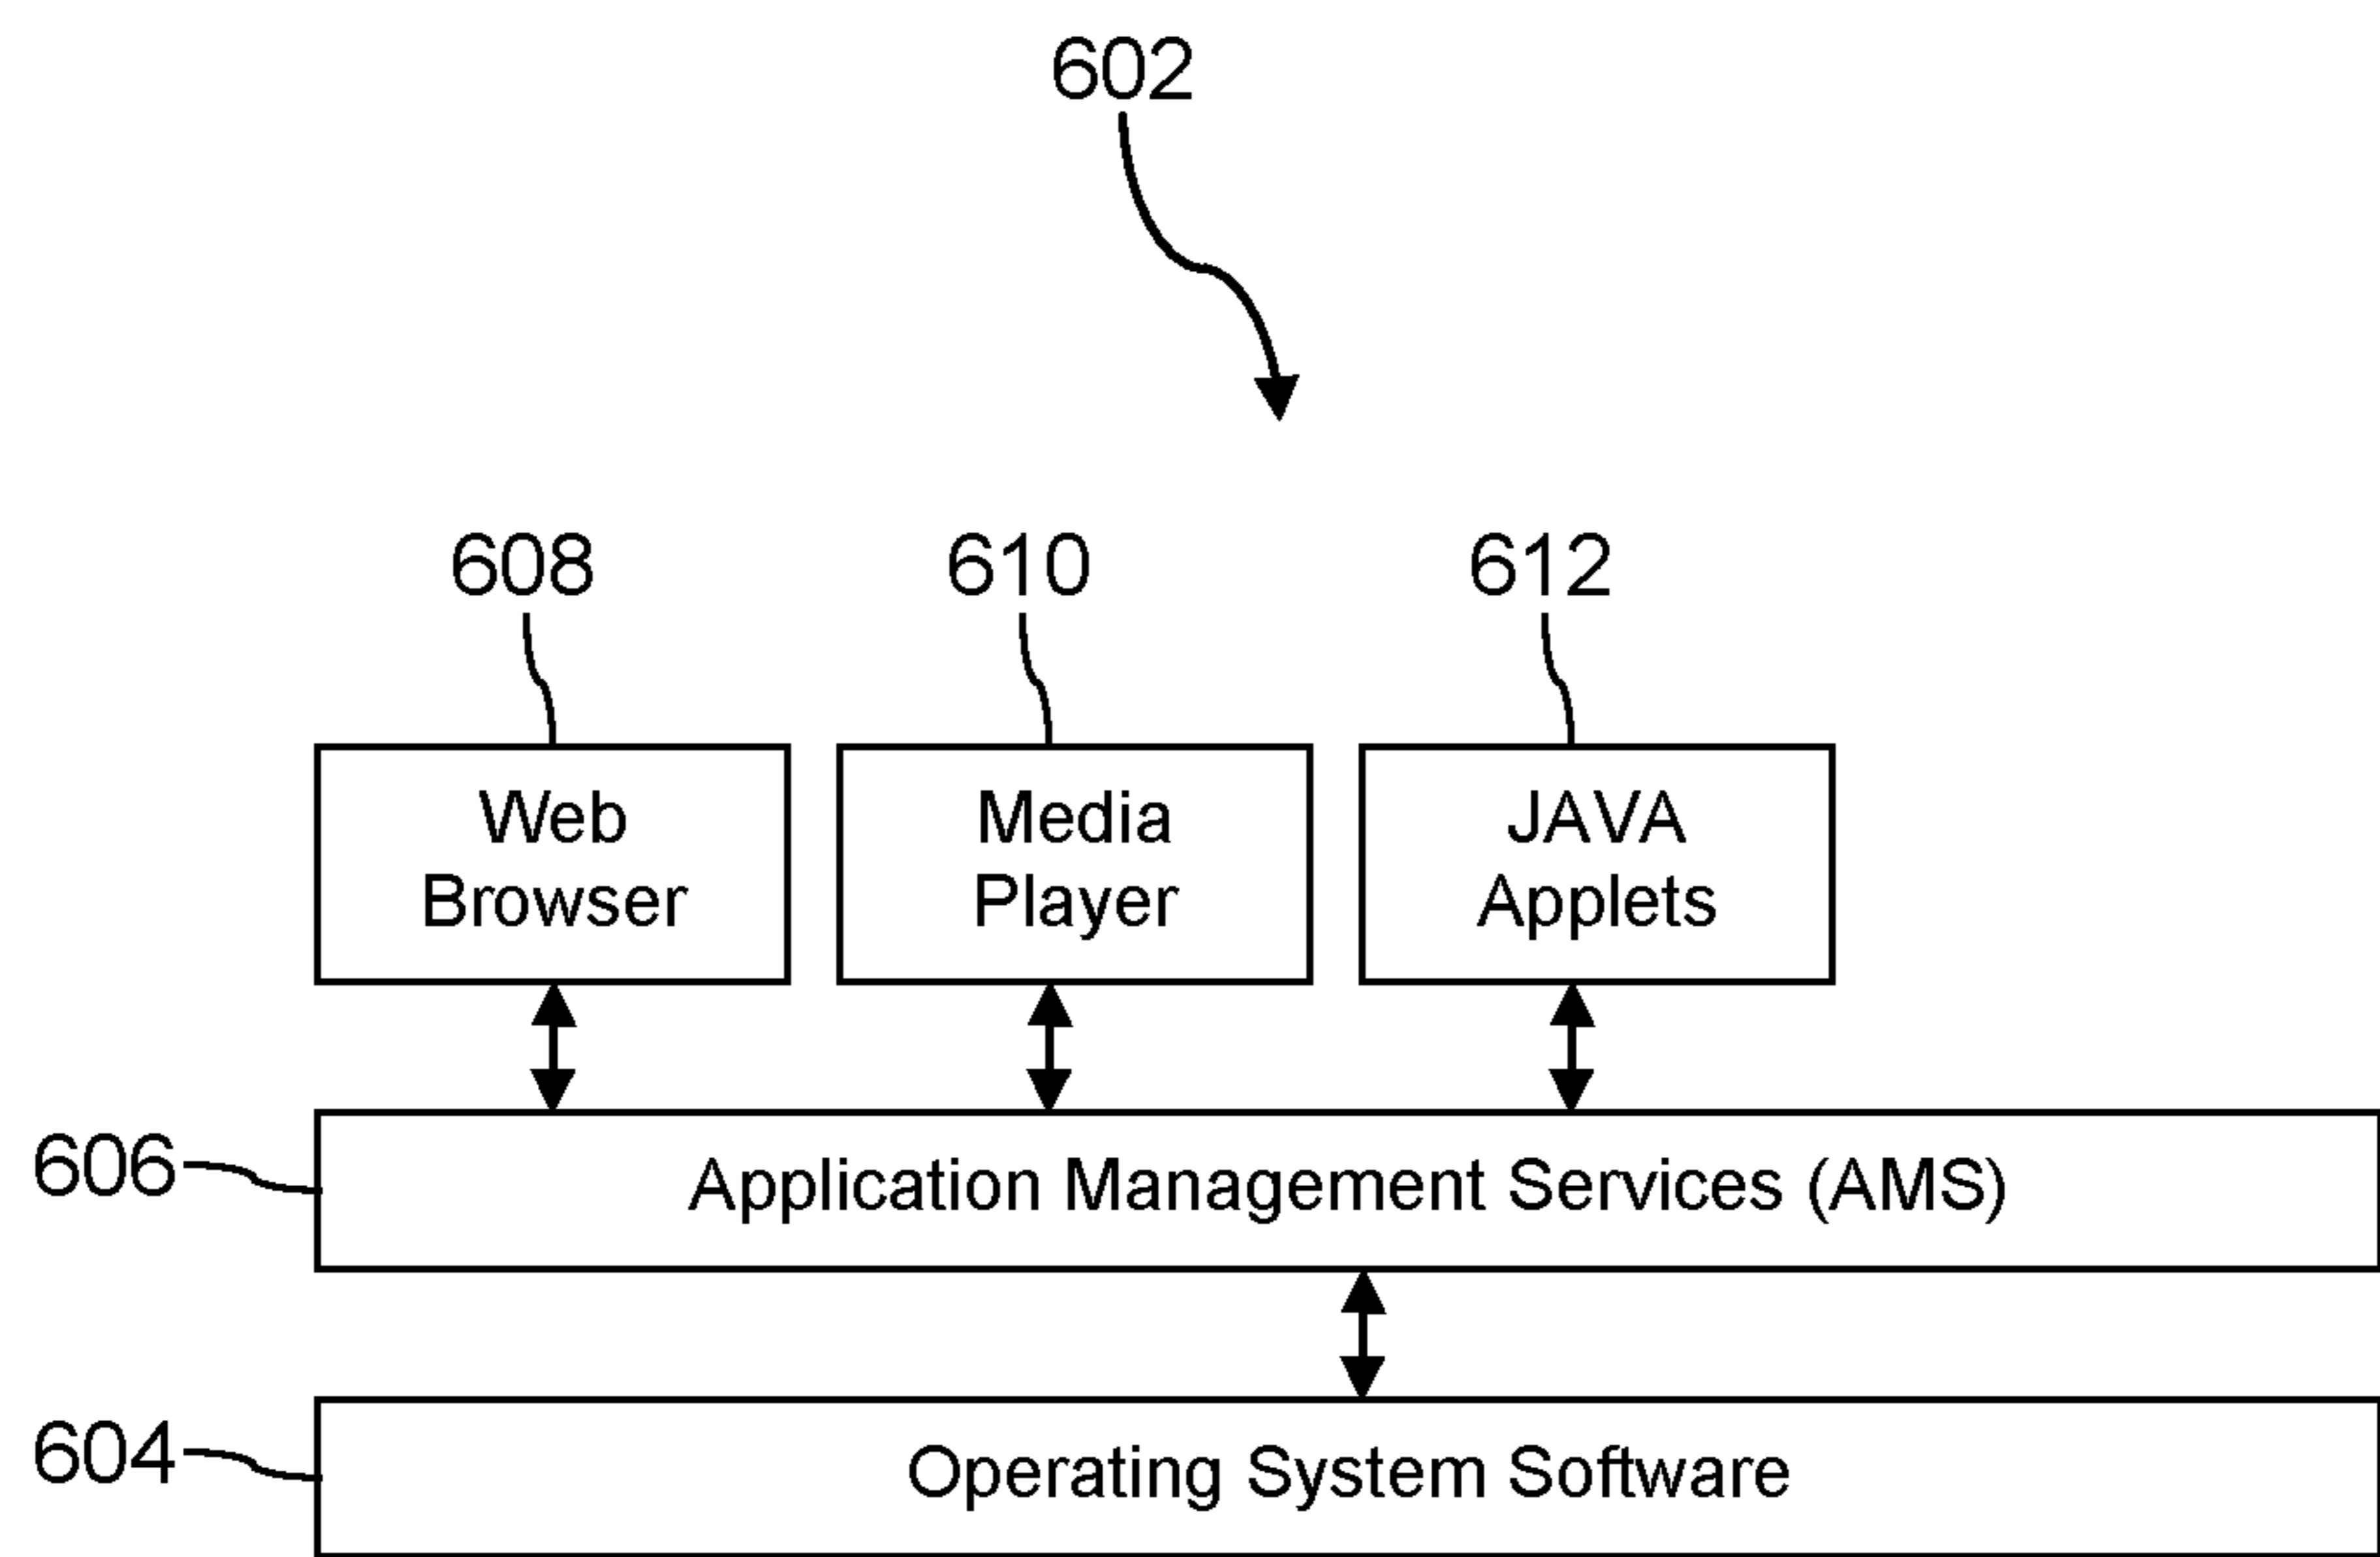 602
608
610
612
Web
Browser
Media
Player
JAVA
Applets
606
Application Management Services (AMS)
604
Operating System Software